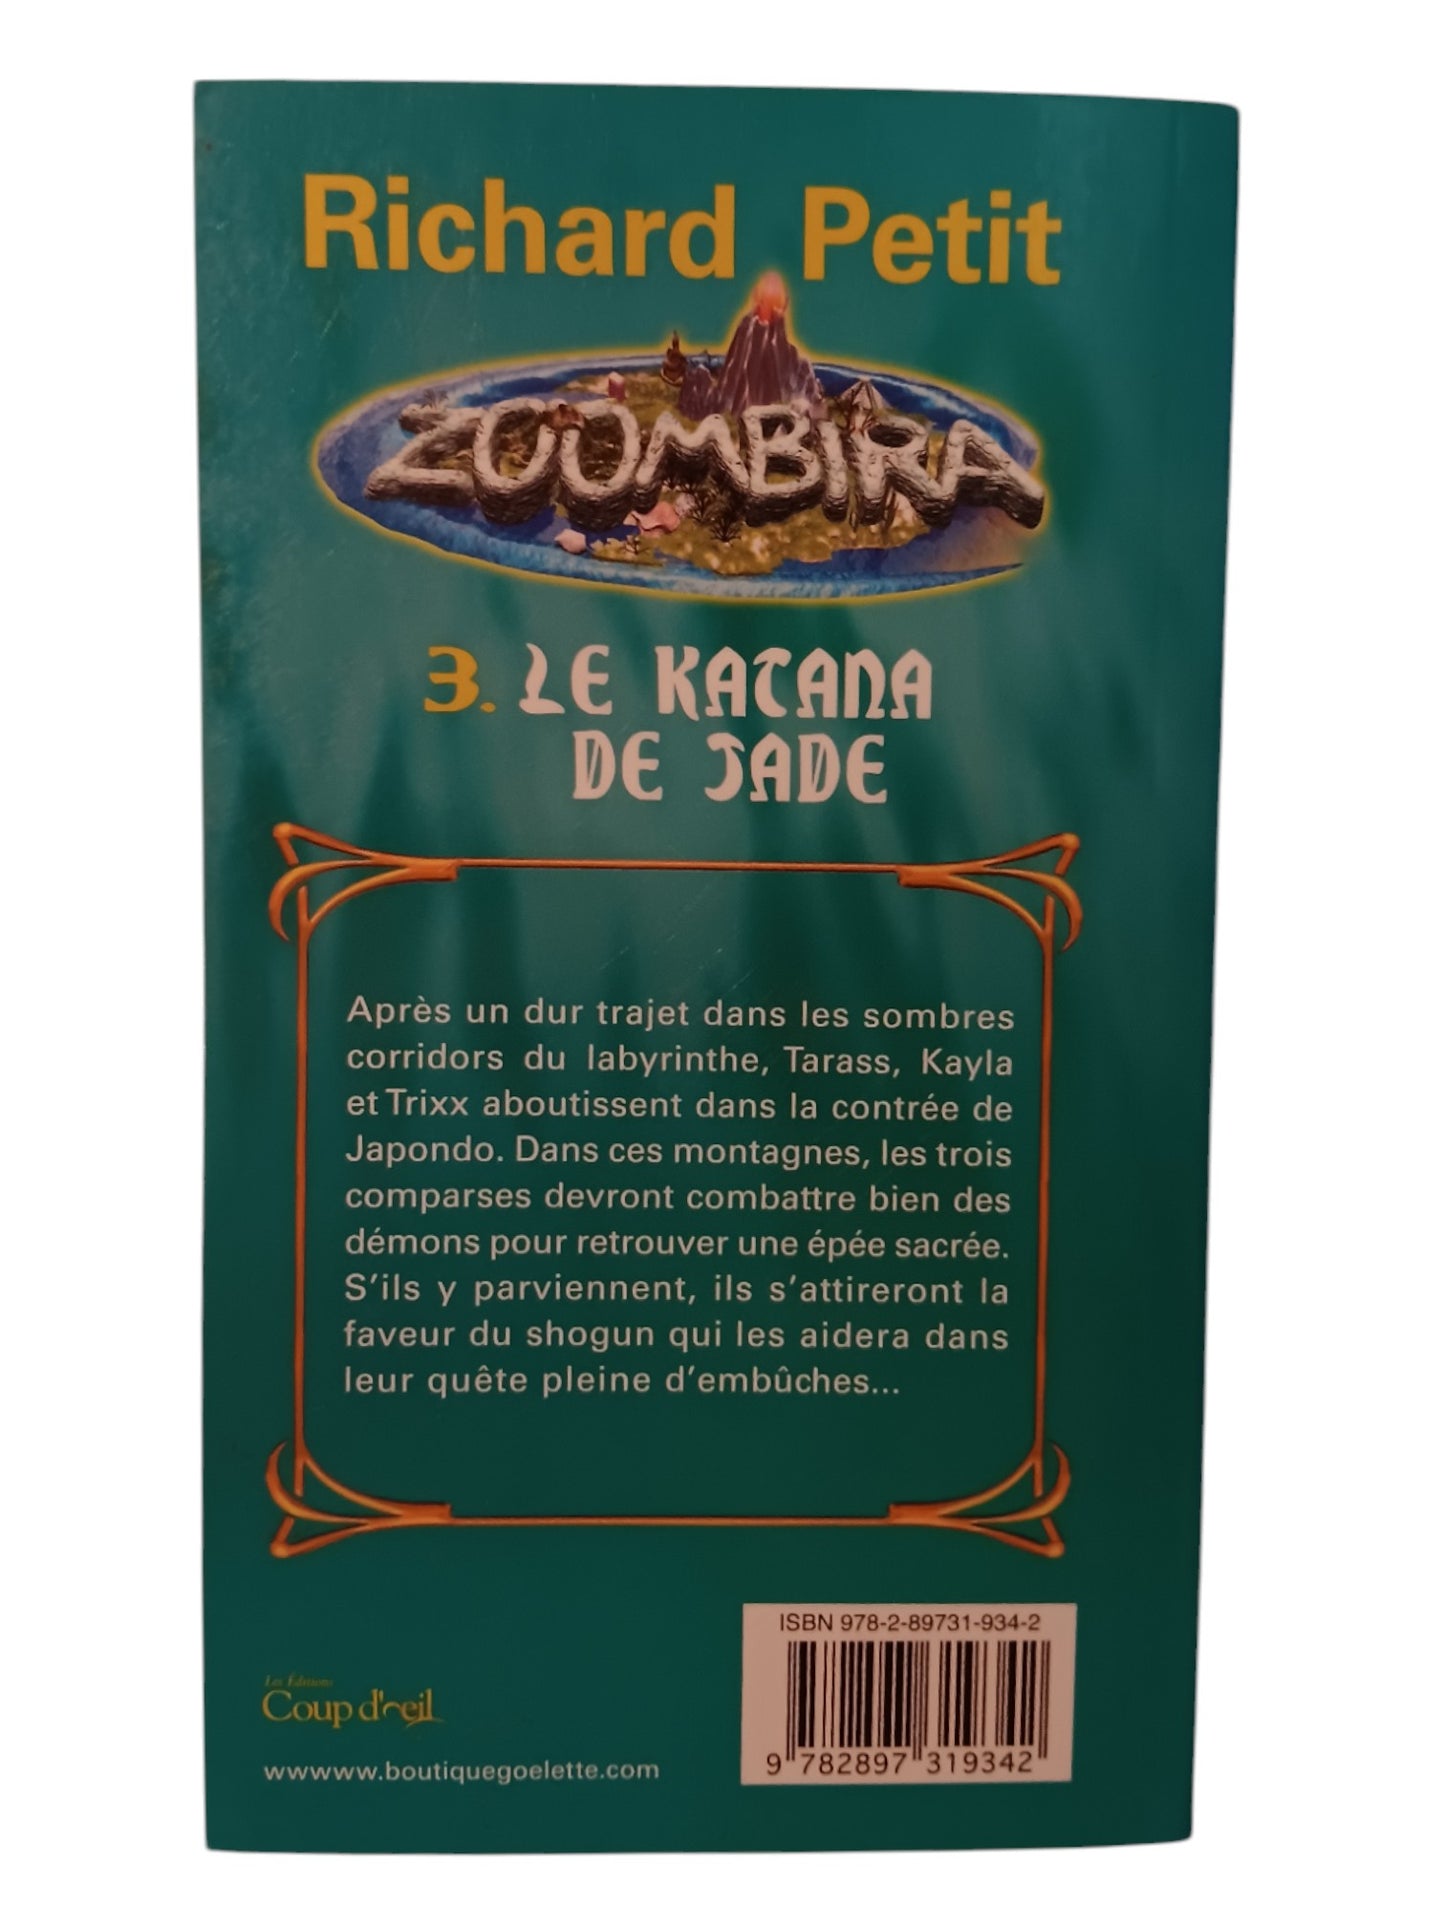 Richard Petit
ZOOMBIRA
3. LE KATANA
DE JADE
Après un dur trajet dans les sombres
corridors du labyrinthe, Tarass, Kayla
et Trixx aboutissent dans la contrée de
Japondo. Dans ces montagnes, les trois
comparses devront combattre bien des
démons pour retrouver une épée sacrée.
S'ils y parviennent, ils s'attireront la
faveur du shogun qui les aidera dans
leur quête pleine d'embûches...
ISBN 978-2-89731-934-2
9 782897 319342
Les Éditions
Coup d'œil
wwwww.boutiquegoelette.com